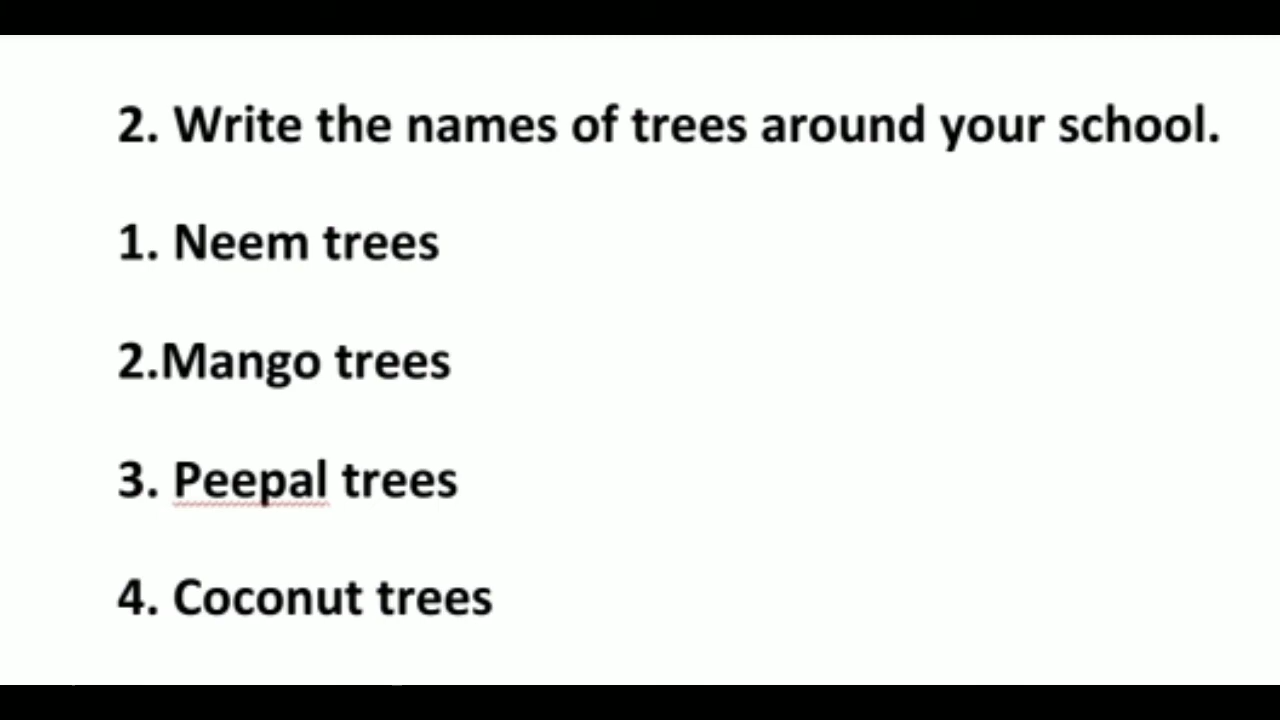 2. Write the names of trees around your school.
1. Neem trees
2.Mango trees
3. Peepal trees
4. Coconut trees